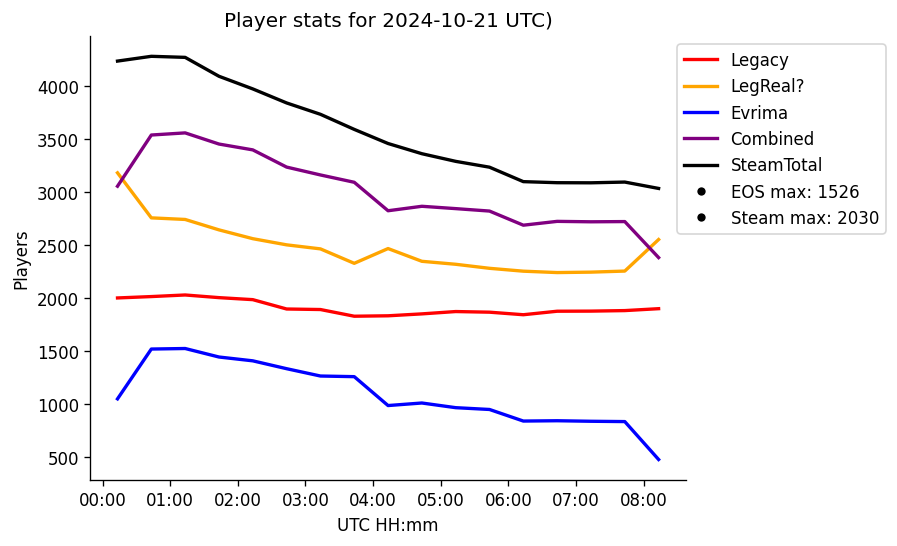 Player stats for 2024-10-21 UTC)
Legacy
LegReal?
Evrima
Combined
SteamTotal
EOS max: 1526
Steam max: 2030
Players
4000
3500
3000
2500
2000
1500
1000
500
00:00 01:00 02:00 03:00 04:00 05:00 06:00 07:00 08:00
UTC HH:mm